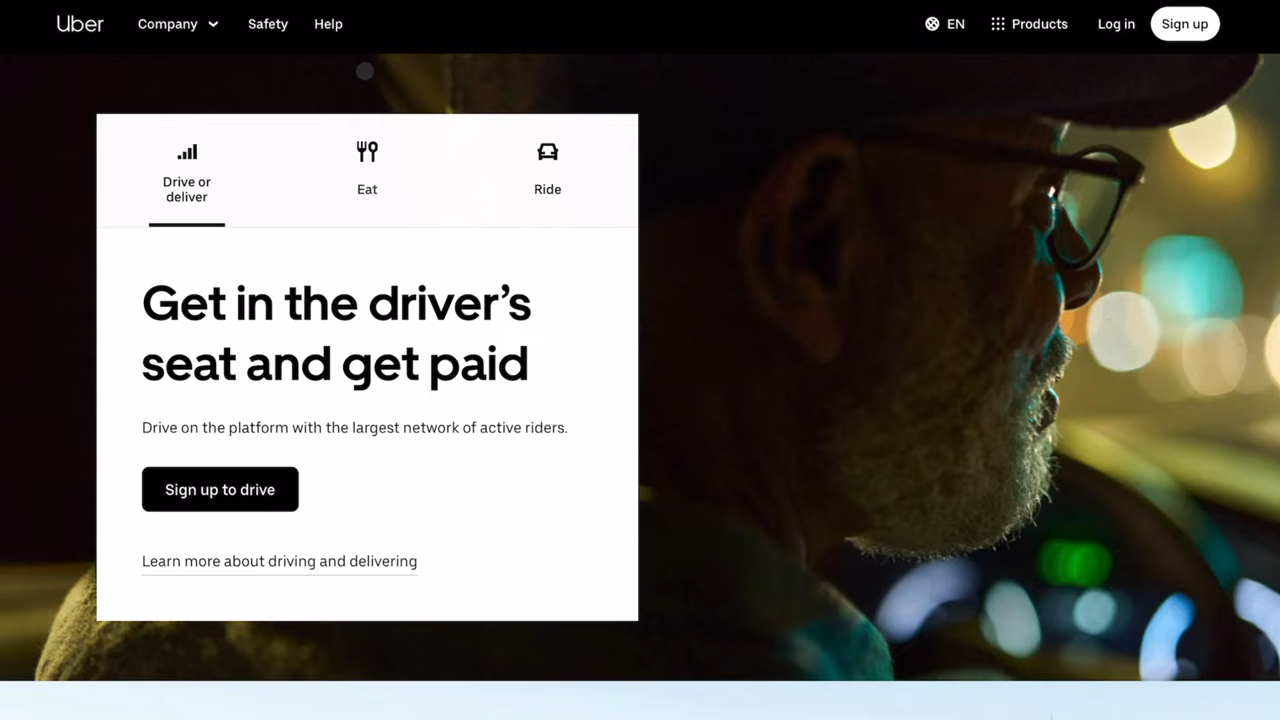 Uber Company Safety Help EN Products Log in Sign up
Drive or
deliver
Eat
Ride
Get in the driver’s
seat and get paid
Drive on the platform with the largest network of active riders.
Sign up to drive
Learn more about driving and delivering